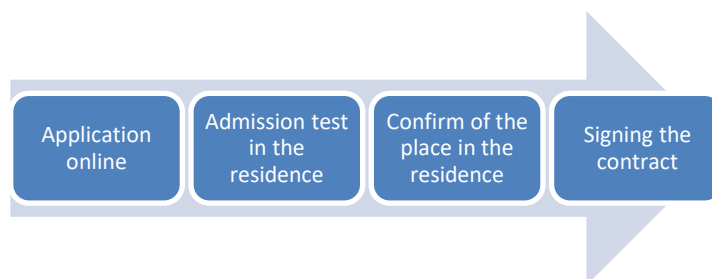 Application
online
Admission test
in the
residence
Confirm of the
place in the
residence
Signing the
contract